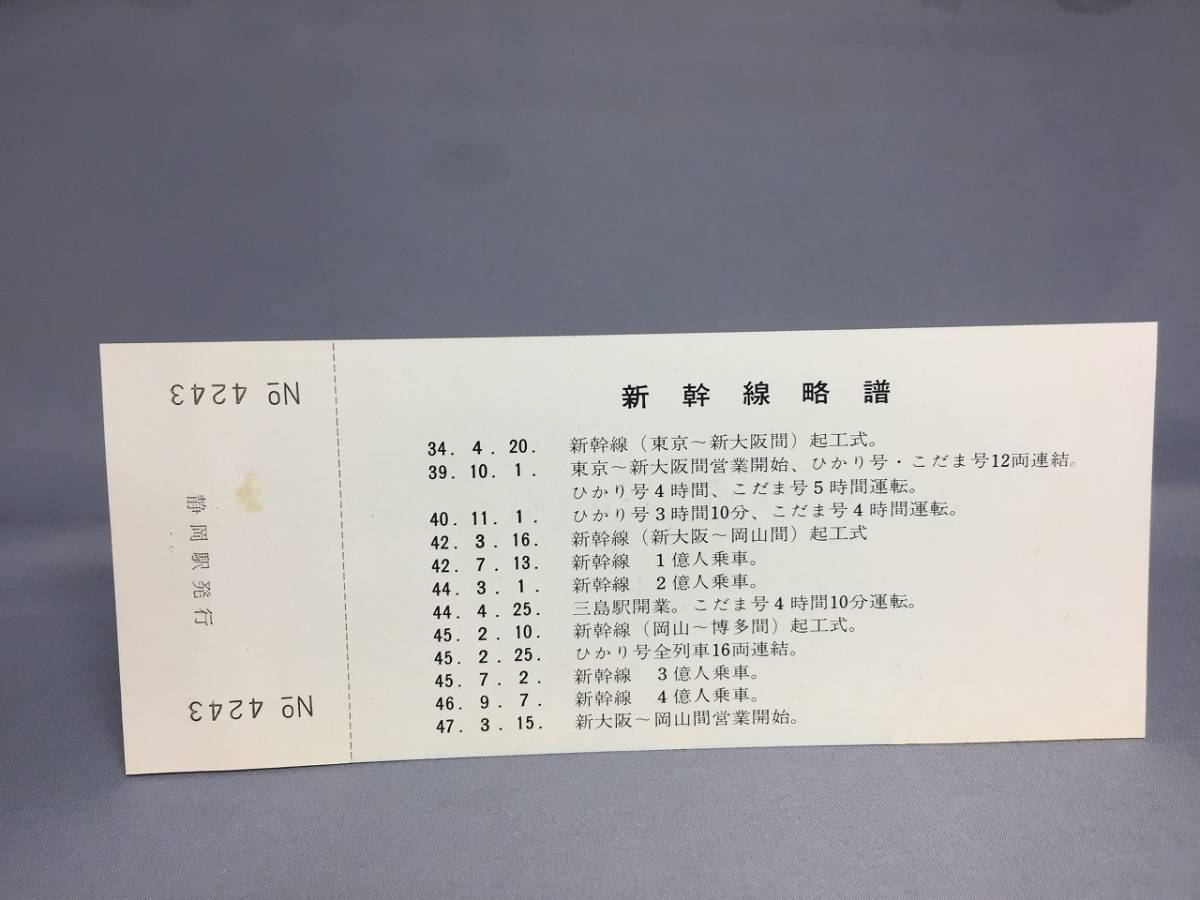 新幹線略譜
34. 4. 20. 新幹線（東京～新大阪間）起工式。
39. 10. 1. 東京～新大阪間営業開始、ひかり号・こだま号12両連結。
ひかり号4時間、こだま号5時間運転。
40. 11. 1. ひかり号3時間10分、こだま号4時間運転。
42. 3. 16. 新幹線（新大阪～岡山間）起工式
42. 7. 13. 新幹線 1億人乗車。
44. 3. 1. 新幹線 2億人乗車。
44. 4. 25. 三島駅開業。こだま号4時間10分運転。
45. 2. 10. 新幹線（岡山～博多間）起工式。
45. 2. 25. ひかり号全列車16両連結。
45. 7. 2. 新幹線 3億人乗車。
46. 9. 7. 新幹線 4億人乗車。
47. 3. 15. 新大阪～岡山間営業開始。
№ 4243
静岡駅発行
№ 4243